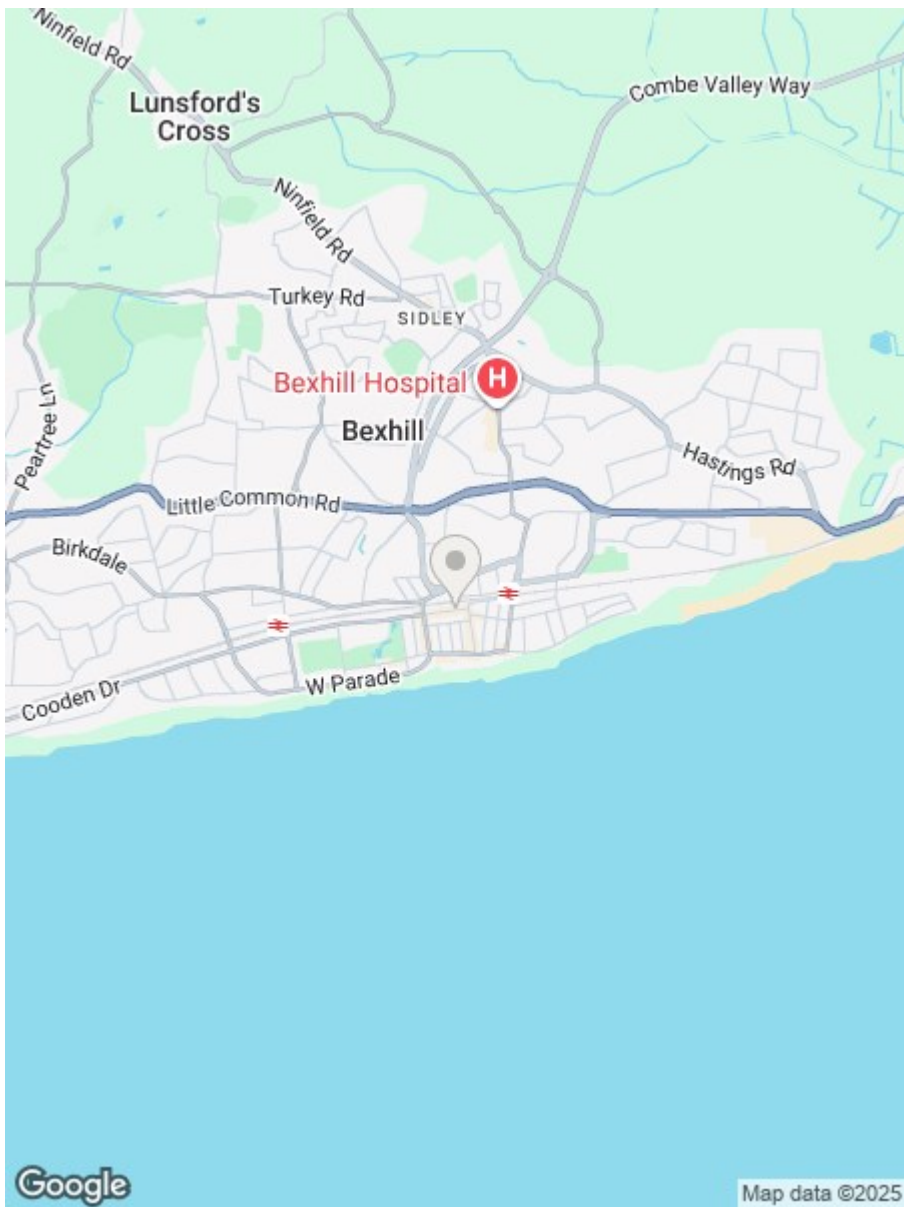 Ninfield Rd
Combe Valley Way
Lunsford's
Cross
Ninfield Rd
Turkey Rd
SIDLEY
Bexhill Hospital
H
Peartree Ln
Bexhill
Hastings Rd
Little Common Rd
Birkdale
W Parade
Cooden Dr
Google
Map data ©2025